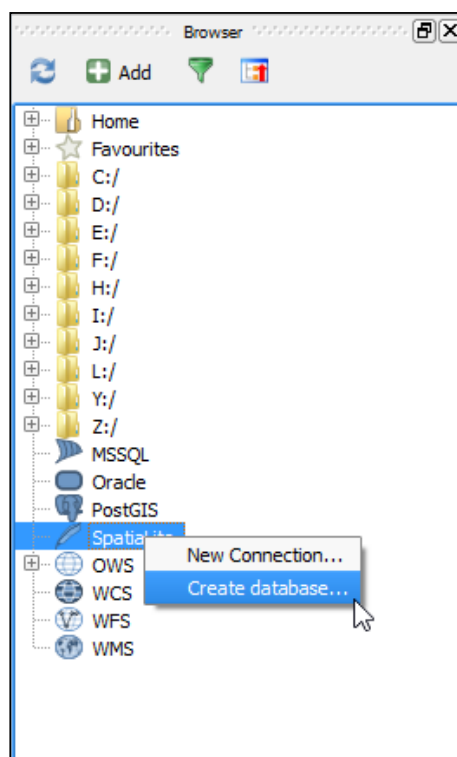 Browser
Add
Home
Favourites
C:/
D:/
E:/
F:/
H:/
I:/
J:/
L:/
Y:/
Z:/
MSSQL
Oracle
PostGIS
SpatiaLite
New Connection...
OWS
Create database...
WCS
WFS
WMS